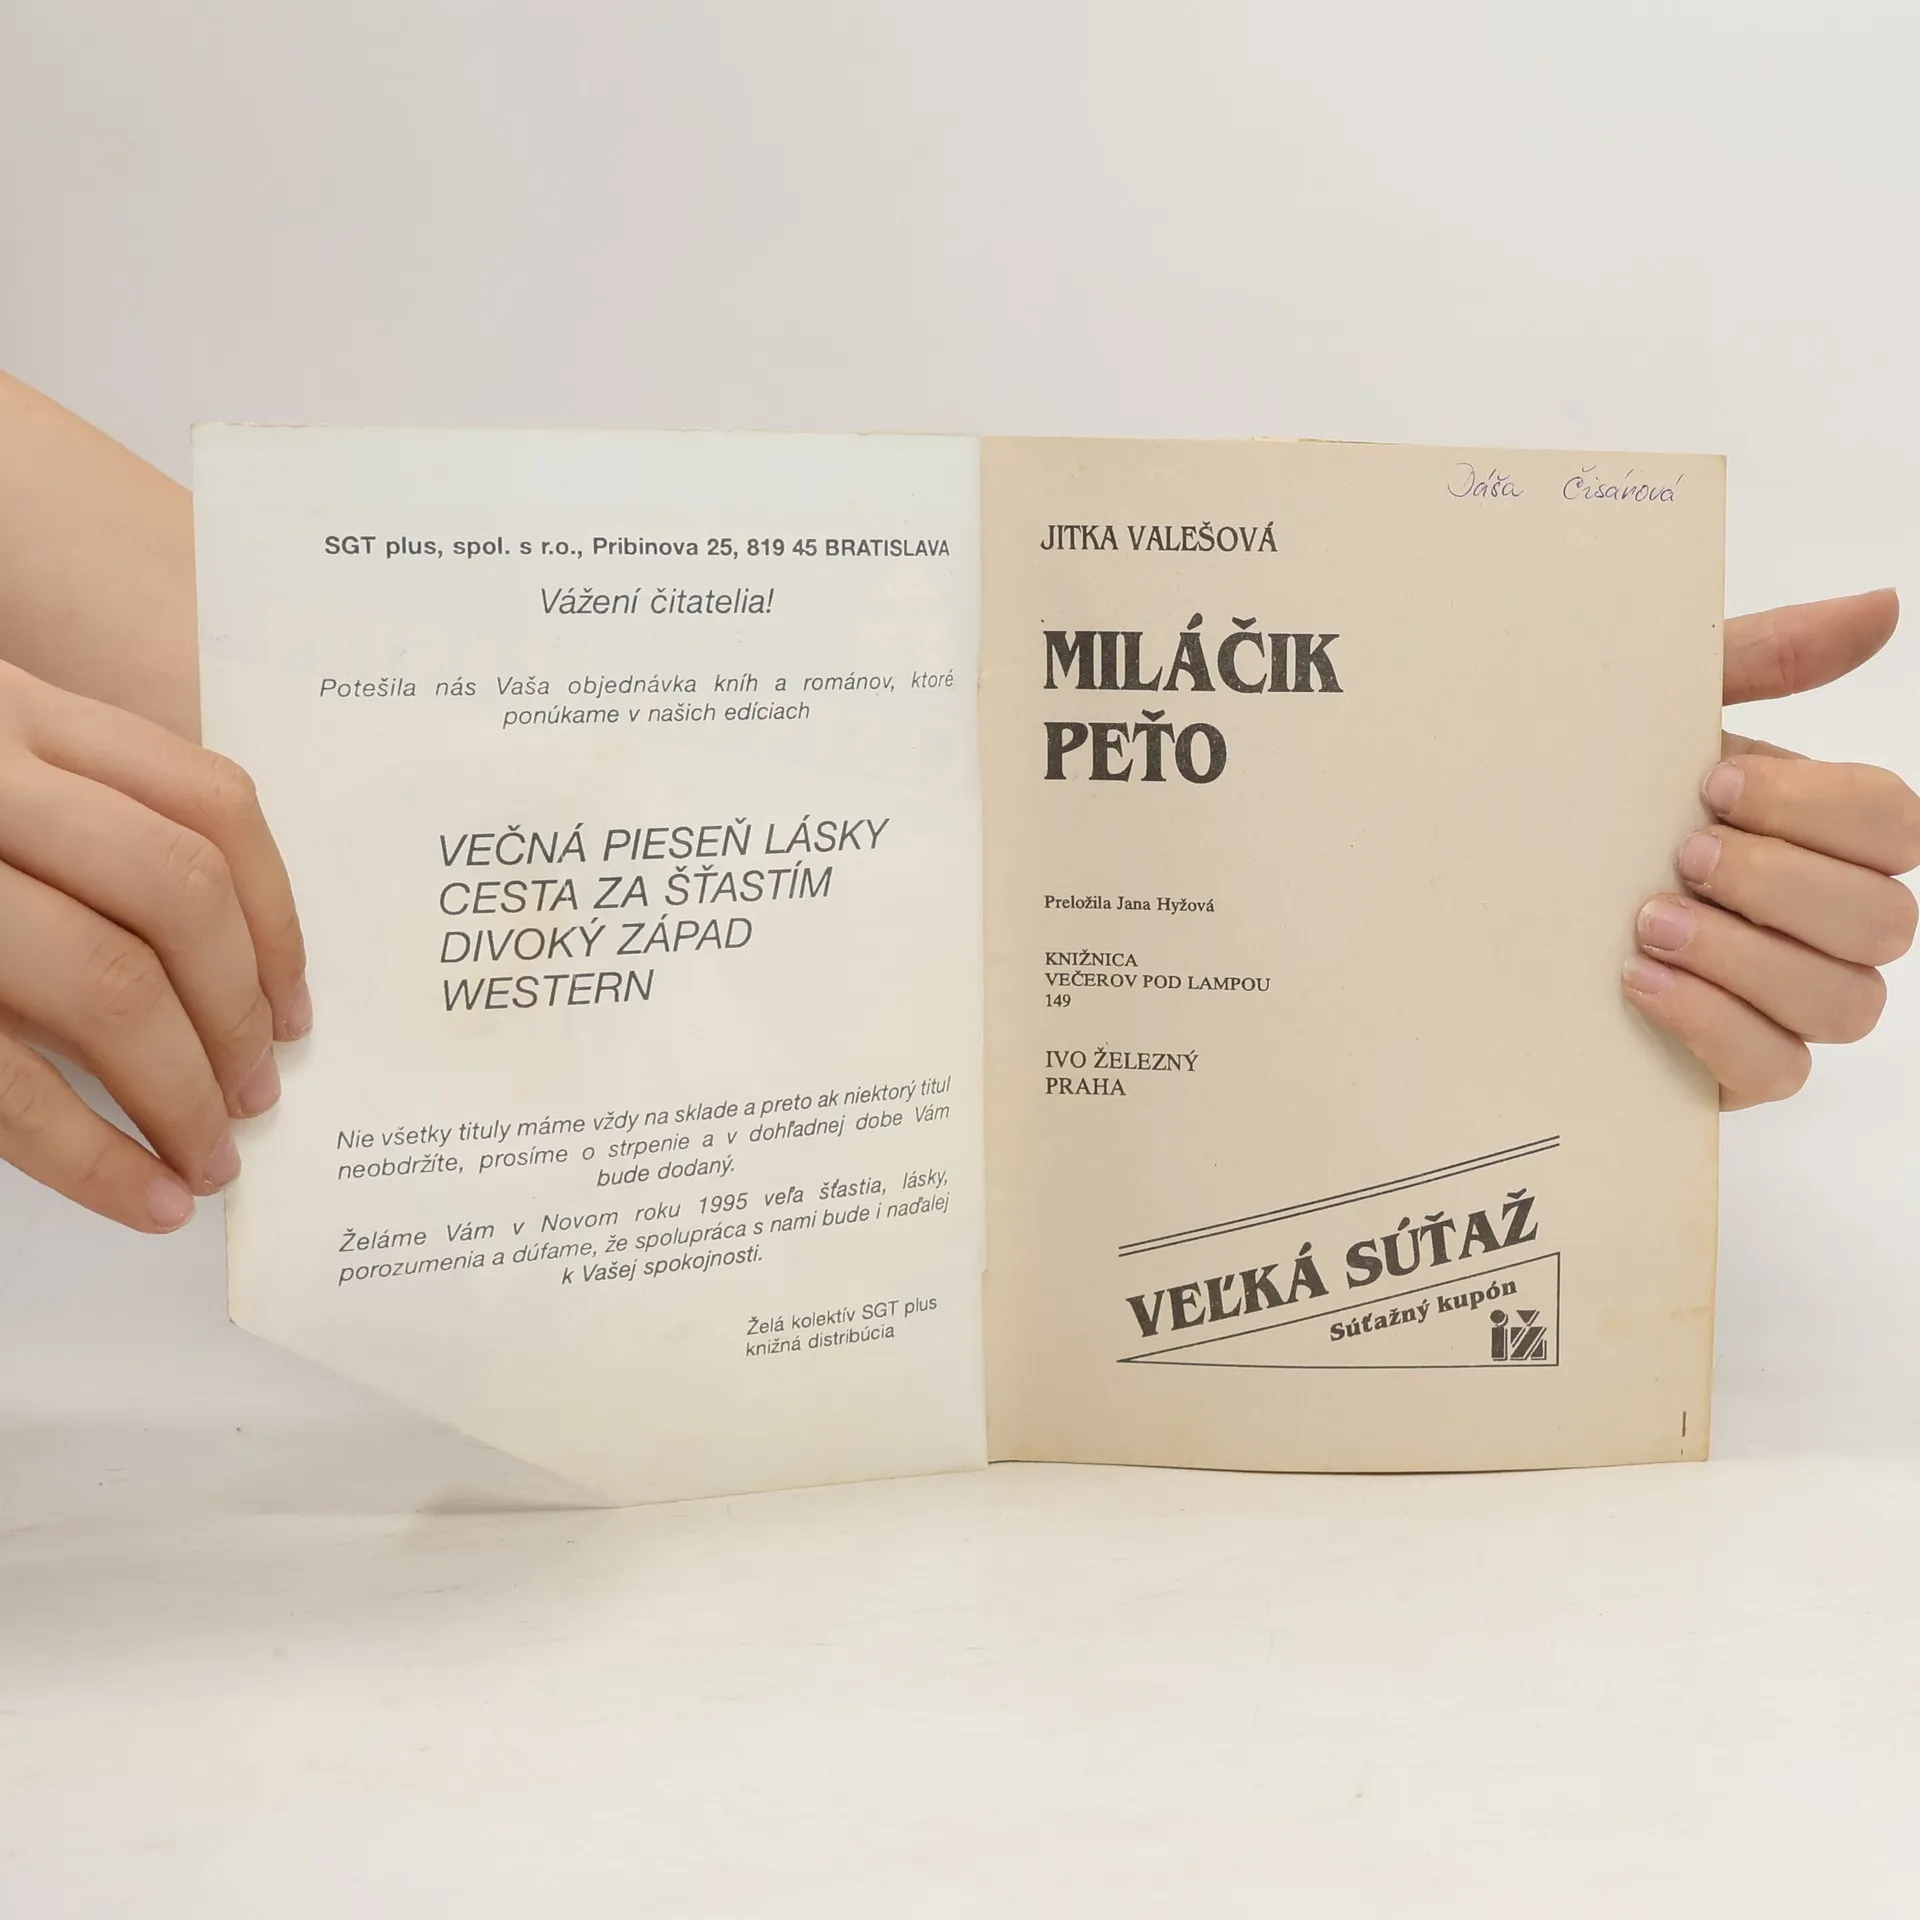 SGT plus, spol. s r.o., Pribinova 25, 819 45 BRATISLAVA
Vážení čitatelia!
Potešila nás Vaša objednávka kníh a románov, ktoré
ponúkame v našich edíciach
VEČNÁ PIESEŇ LÁSKY
CESTA ZA ŠŤASTÍM
DIVOKÝ ZÁPAD
WESTERN
Nie všetky tituly máme vždy na sklade a preto ak niektorý titul
neobdržíte, prosíme o strpenie a v dohľadnej dobe Vám
bude dodaný.
Želáme Vám v Novom roku 1995 veľa šťastia, lásky,
porozumenia a dúfame, že spolupráca s nami bude i naďalej
k Vašej spokojnosti.
Želá kolektív SGT plus
knižná distribúcia
Dáša Čisárová
JITKA VALEŠOVÁ
MILÁČIK
PEŤO
Preložila Jana Hyžová
KNIŽNICA
VEČEROV POD LAMPOU
149
IVO ŽELEZNÝ
PRAHA
VEĽKÁ SÚŤAŽ
Súťažný kupón
iž